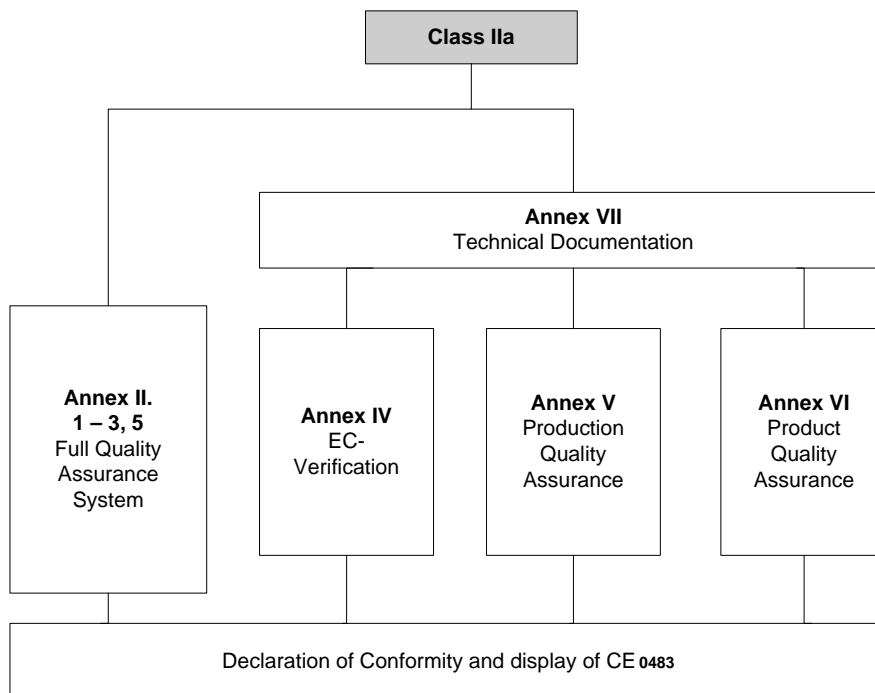 Class IIa
Annex VII
Technical Documentation
Annex II.
1 – 3, 5
Full Quality
Assurance
System
Annex IV
EC-
Verification
Annex V
Production
Quality
Assurance
Annex VI
Product
Quality
Assurance
Declaration of Conformity and display of CE 0483